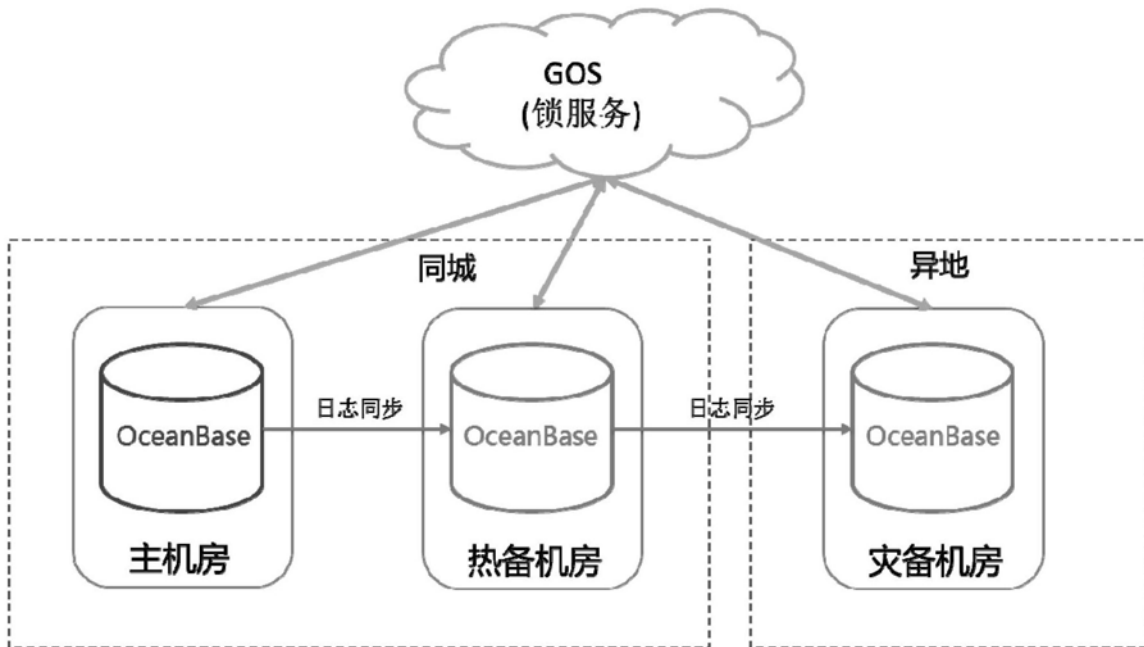 GOS
(锁服务)
同城
异地
OceanBase
日志同步
OceanBase
日志同步
OceanBase
主机房
热备机房
灾备机房